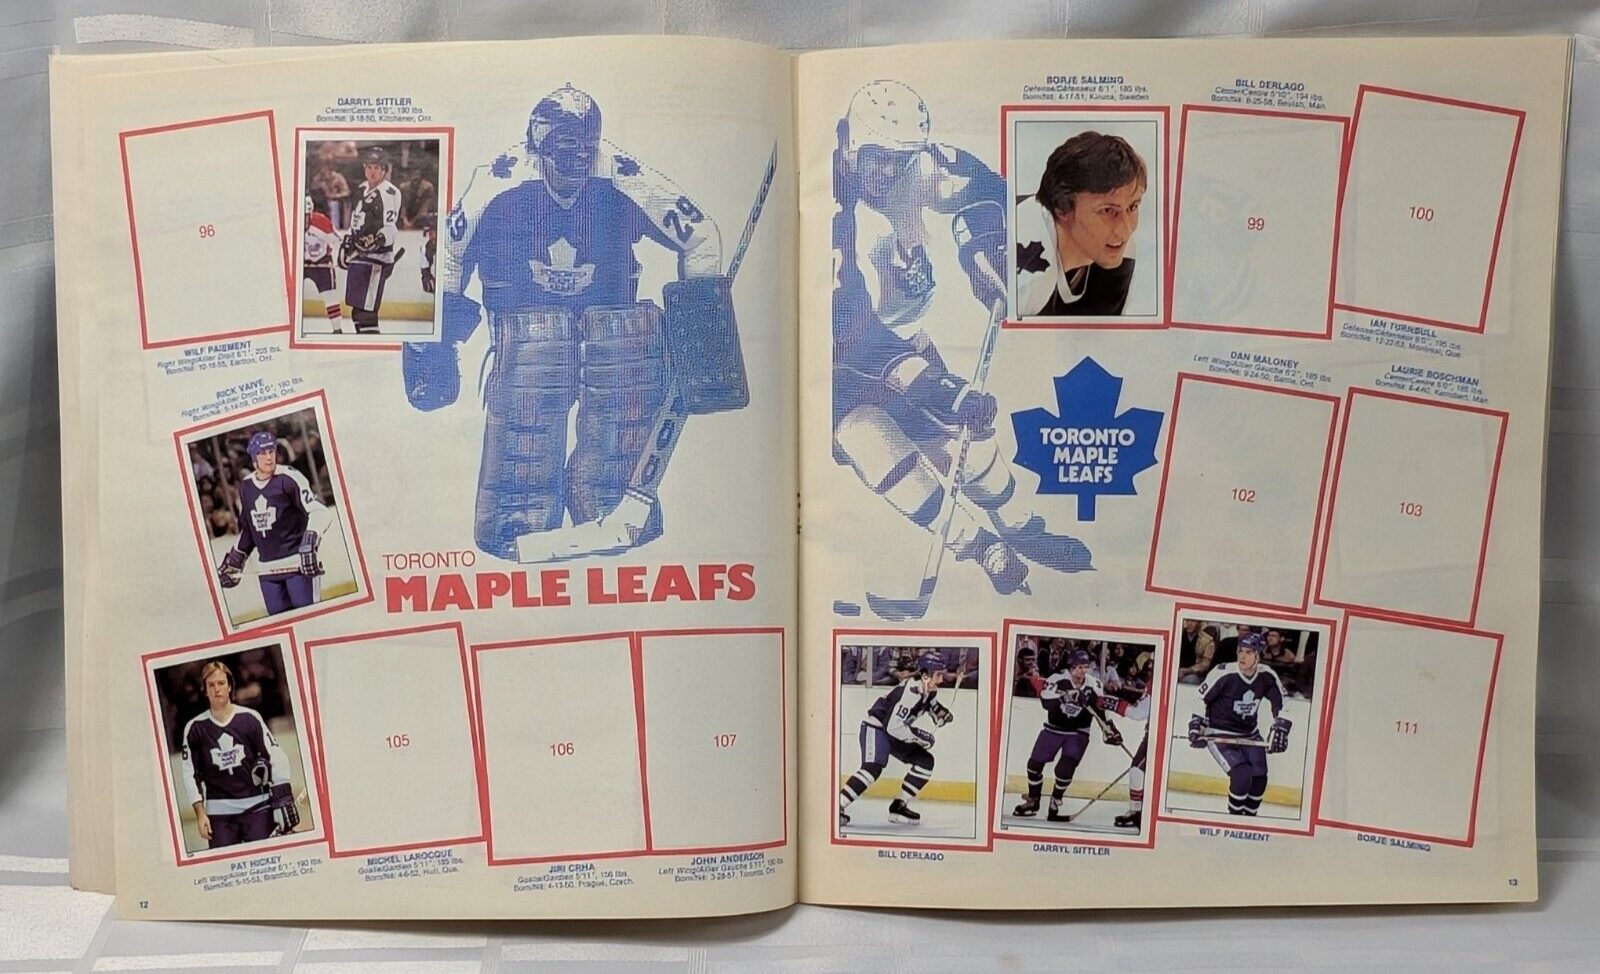 DARRYL SITTLER
Center/Centre 6'0", 190 lbs.
Born/Né: 9-18-50, Kitchener, Ont.
96
WILF PAIEMENT
Right Wing/Ailier Droit 6'1", 205 lbs.
Born/Né: 10-16-55, Earlton, Ont.
RICK VAIVE
Right Wing/Ailier Droit 6'0", 190 lbs.
Born/Né: 5-14-59, Ottawa, Ont.
29
TORONTO
MAPLE LEAFS
105
106
107
PAT HICKEY
Left Wing/Ailier Gauche 6'1", 190 lbs.
Born/Né: 5-15-53, Brantford, Ont.
MICHEL LAROCQUE
Goalie/Gardien 5'11", 185 lbs.
Born/Né: 4-6-52, Hull, Que.
JIRI CRHA
Goalie/Gardien 5'11", 156 lbs.
Born/Né: 4-13-50, Prague, Czech.
JOHN ANDERSON
Left Wing/Ailier Gauche 5'11", lbs.
Born/Né: 3-28-57, Toronto, Ont.
12
BORJE SALMING
Defense/Défenseur 6'1", 185 lbs.
Born/Né: 4-17-51, Kiruna, Sweden
BILL DERLAGO
Center/Centre 5'10", 194 lbs.
Born/Né: 8-25-58, Beulah, Man.
99
100
IAN TURNBULL
Defense/Défenseur 6'0", 195 lbs.
Born/Né: 12-22-53, Montréal, Que.
DAN MALONEY
Left Wing/Ailier Gauche 6'2", 195 lbs.
Born/Né: 9-24-50, Barrie, Ont.
LAURIE BOSCHMAN
Center/Centre 6'0", 185 lbs.
Born/Né: 6-4-60, Kerrobert, Man.
TORONTO
MAPLE
LEAFS
102
103
111
BILL DERLAGO
DARRYL SITTLER
WILF PAIEMENT
BORJE SALMING
13